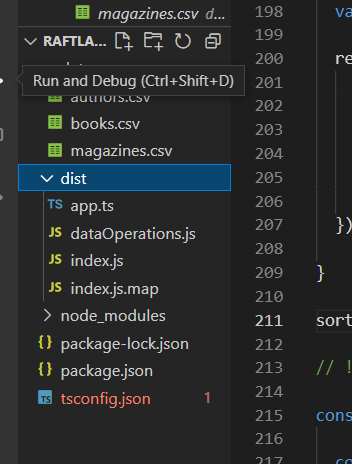 magazines.csv d...
RAFTLA...
Run and Debug (Ctrl+Shift+D)
authors.csv
books.csv
magazines.csv
dist
TS app.ts
JS dataOperations.js
JS index.js
JS index.js.map
node_modules
{} package-lock.json
{} package.json
TS tsconfig.json 1
198 va
199
200 re
201
202
203
204
205
206
207 })
208
209 }
210
211 sort
212
213 // !
214
215 cons
216
217 co